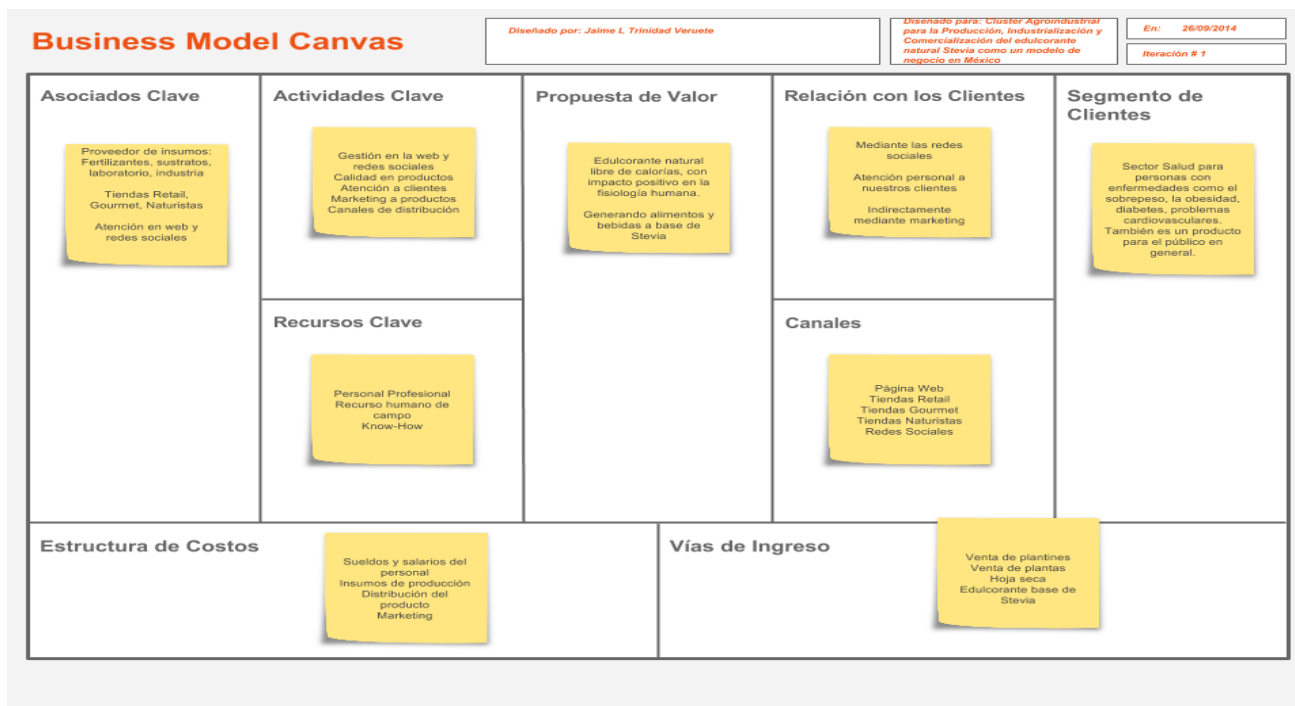 Business Model Canvas
Diseñado por: Jaime L Trinidad Veruete
Diseñado para: Cluster Agroindustrial
para la Producción, Industrialización y
Comercialización del edulcorante
natural Stevia como un modelo de
negocio en México
En: 26/09/2014
Iteración # 1
Asociados Clave
Proveedor de insumos:
Fertilizantes, sustratos,
laboratorio, industria
Tiendas Retail,
Gourmet, Naturistas
Atención en web y
redes sociales
Actividades Clave
Gestión en la web y
redes sociales
Calidad en productos
Atención a clientes
Marketing a productos
Canales de distribución
Recursos Clave
Personal Profesional
Recurso humano de
campo
Know-How
Propuesta de Valor
Edulcorante natural
libre de calorías, con
impacto positivo en la
fisiología humana.
Generando alimentos y
bebidas a base de
Stevia
Relación con los Clientes
Mediante las redes
sociales
Atención personal a
nuestros clientes
Indirectamente
mediante marketing
Canales
Página Web
Tiendas Retail
Tiendas Gourmet
Tiendas Naturistas
Redes Sociales
Segmento de
Clientes
Sector Salud para
personas con
enfermedades como el
sobrepeso, la obesidad,
diabetes, problemas
cardiovasculares.
También es un producto
para el público en
general.
Estructura de Costos
Sueldos y salarios del
personal
Insumos de producción
Distribución del
producto
Marketing
Vías de Ingreso
Venta de plantines
Venta de plantas
Hoja seca
Edulcorante base de
Stevia